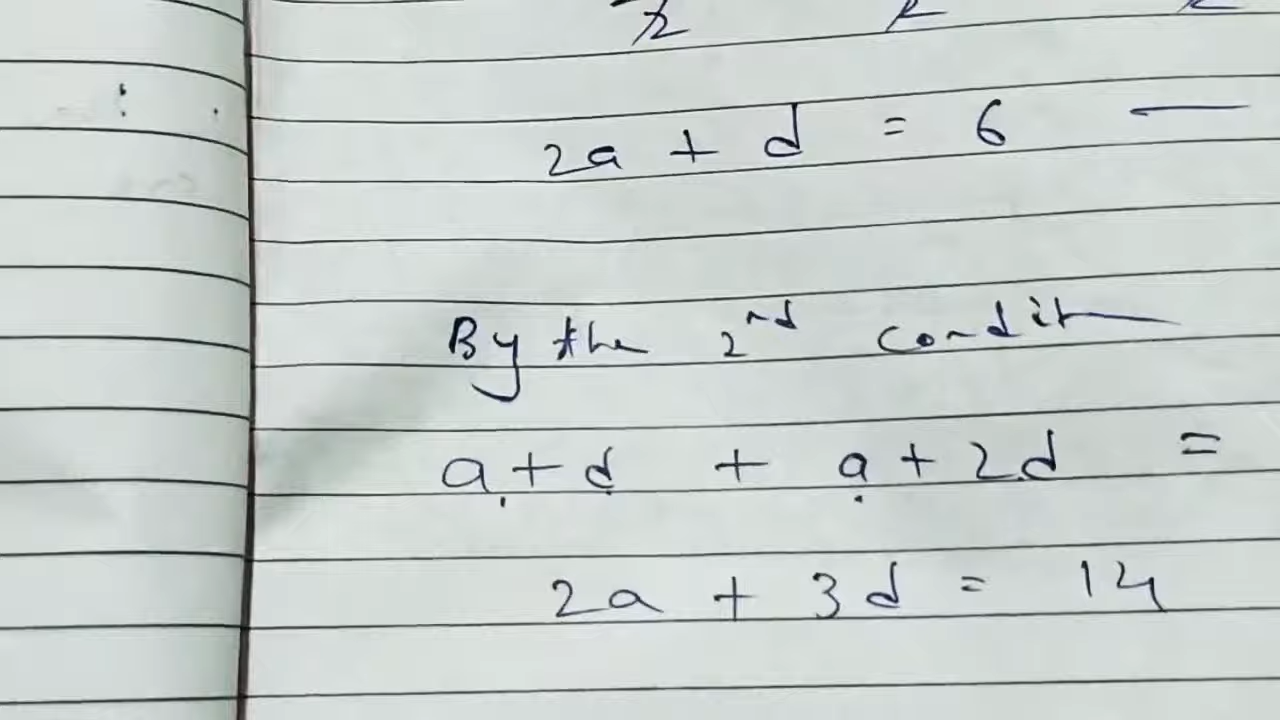 2a + d = 6 —
By the 2nd condit
a + d + a + 2d =
2a + 3d = 14